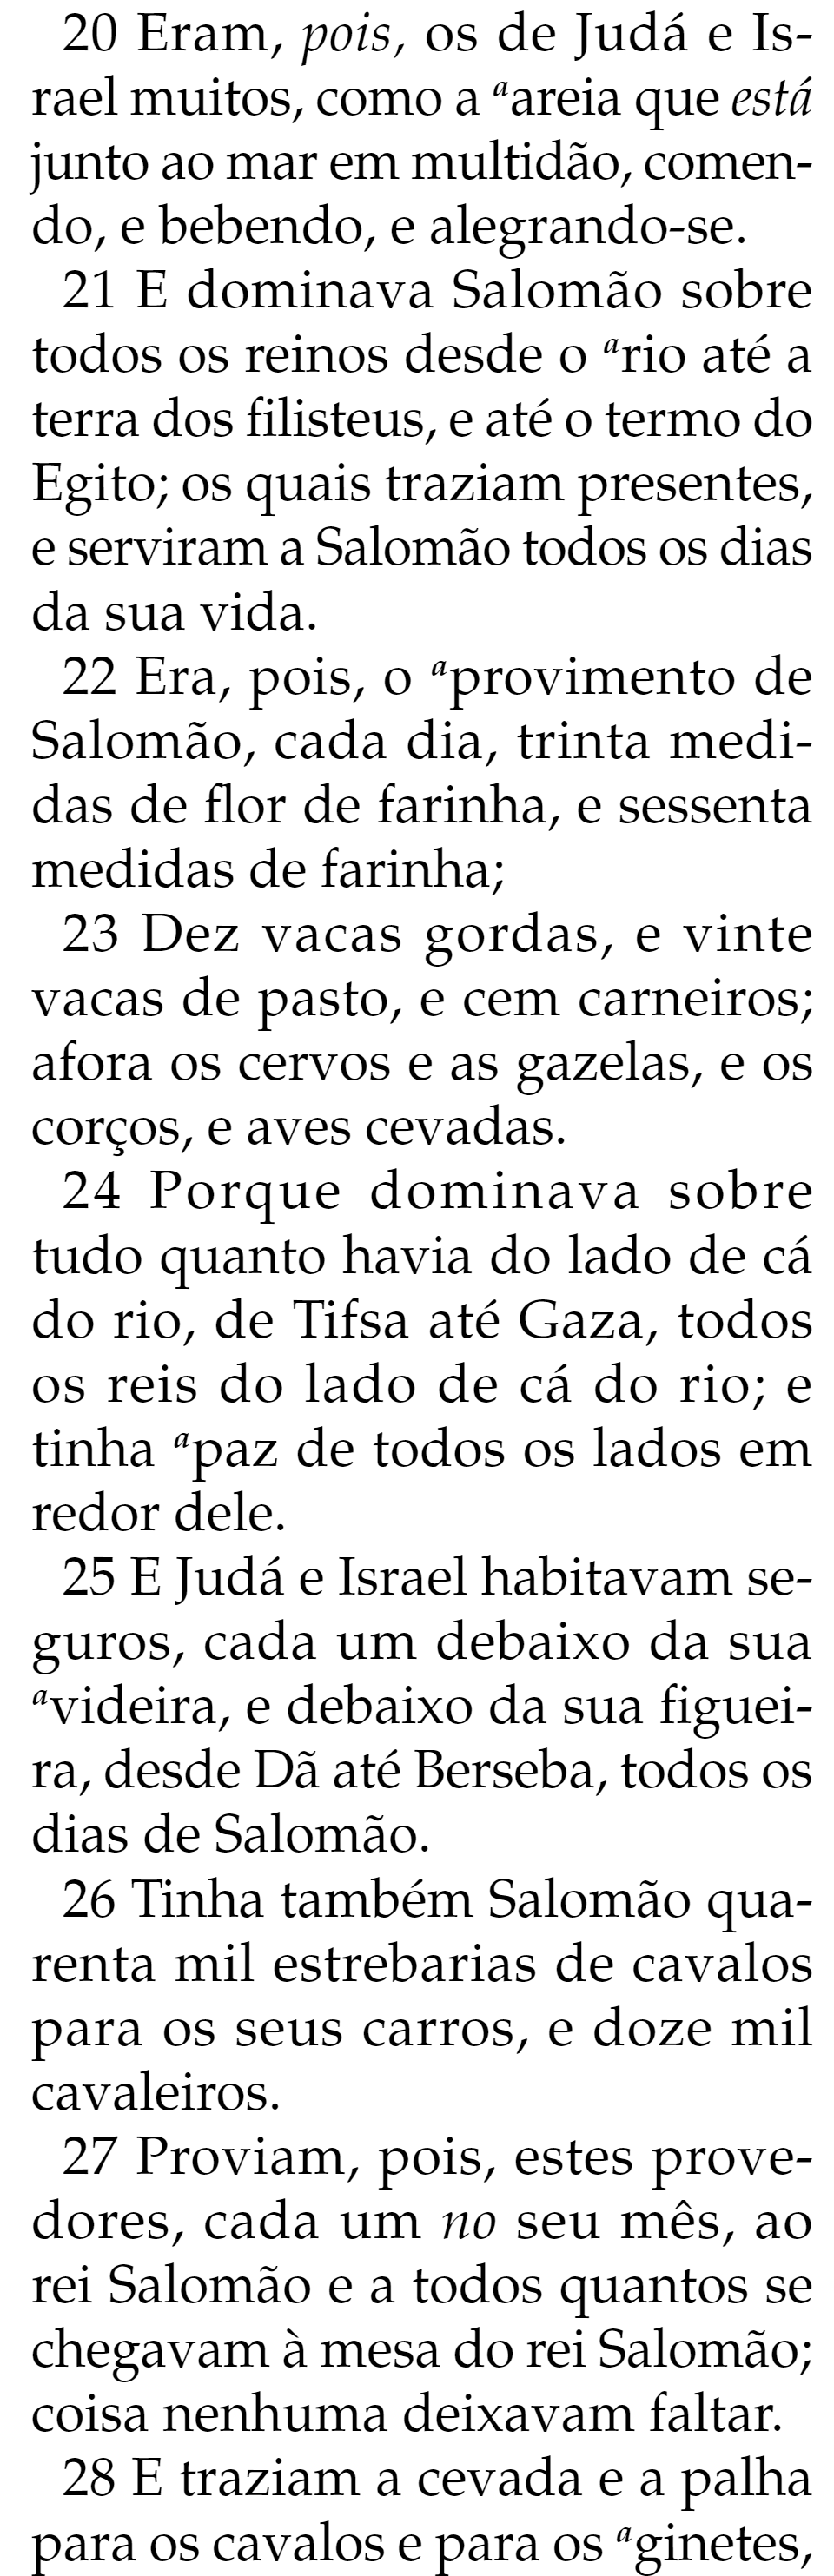 20 Eram, pois, os de Judá e Is-
rael muitos, como a ᵃareia que está
junto ao mar em multidão, comen-
do, e bebendo, e alegrando-se.
21 E dominava Salomão sobre
todos os reinos desde o ᵃrio até a
terra dos filisteus, e até o termo do
Egito; os quais traziam presentes,
e serviram a Salomão todos os dias
da sua vida.
22 Era, pois, o ᵃprovimento de
Salomão, cada dia, trinta medi-
das de flor de farinha, e sessenta
medidas de farinha;
23 Dez vacas gordas, e vinte
vacas de pasto, e cem carneiros;
afora os cervos e as gazelas, e os
corços, e aves cevadas.
24 Porque dominava sobre
tudo quanto havia do lado de cá
do rio, de Tifsa até Gaza, todos
os reis do lado de cá do rio; e
tinha ᵃpaz de todos os lados em
redor dele.
25 E Judá e Israel habitavam se-
guros, cada um debaixo da sua
ᵃvideira, e debaixo da sua figuei-
ra, desde Dã até Berseba, todos os
dias de Salomão.
26 Tinha também Salomão qua-
renta mil estrebarias de cavalos
para os seus carros, e doze mil
cavaleiros.
27 Proviam, pois, estes prove-
dores, cada um no seu mês, ao
rei Salomão e a todos quantos se
chegavam à mesa do rei Salomão;
coisa nenhuma deixavam faltar.
28 E traziam a cevada e a palha
para os cavalos e para os ᵃginetes,